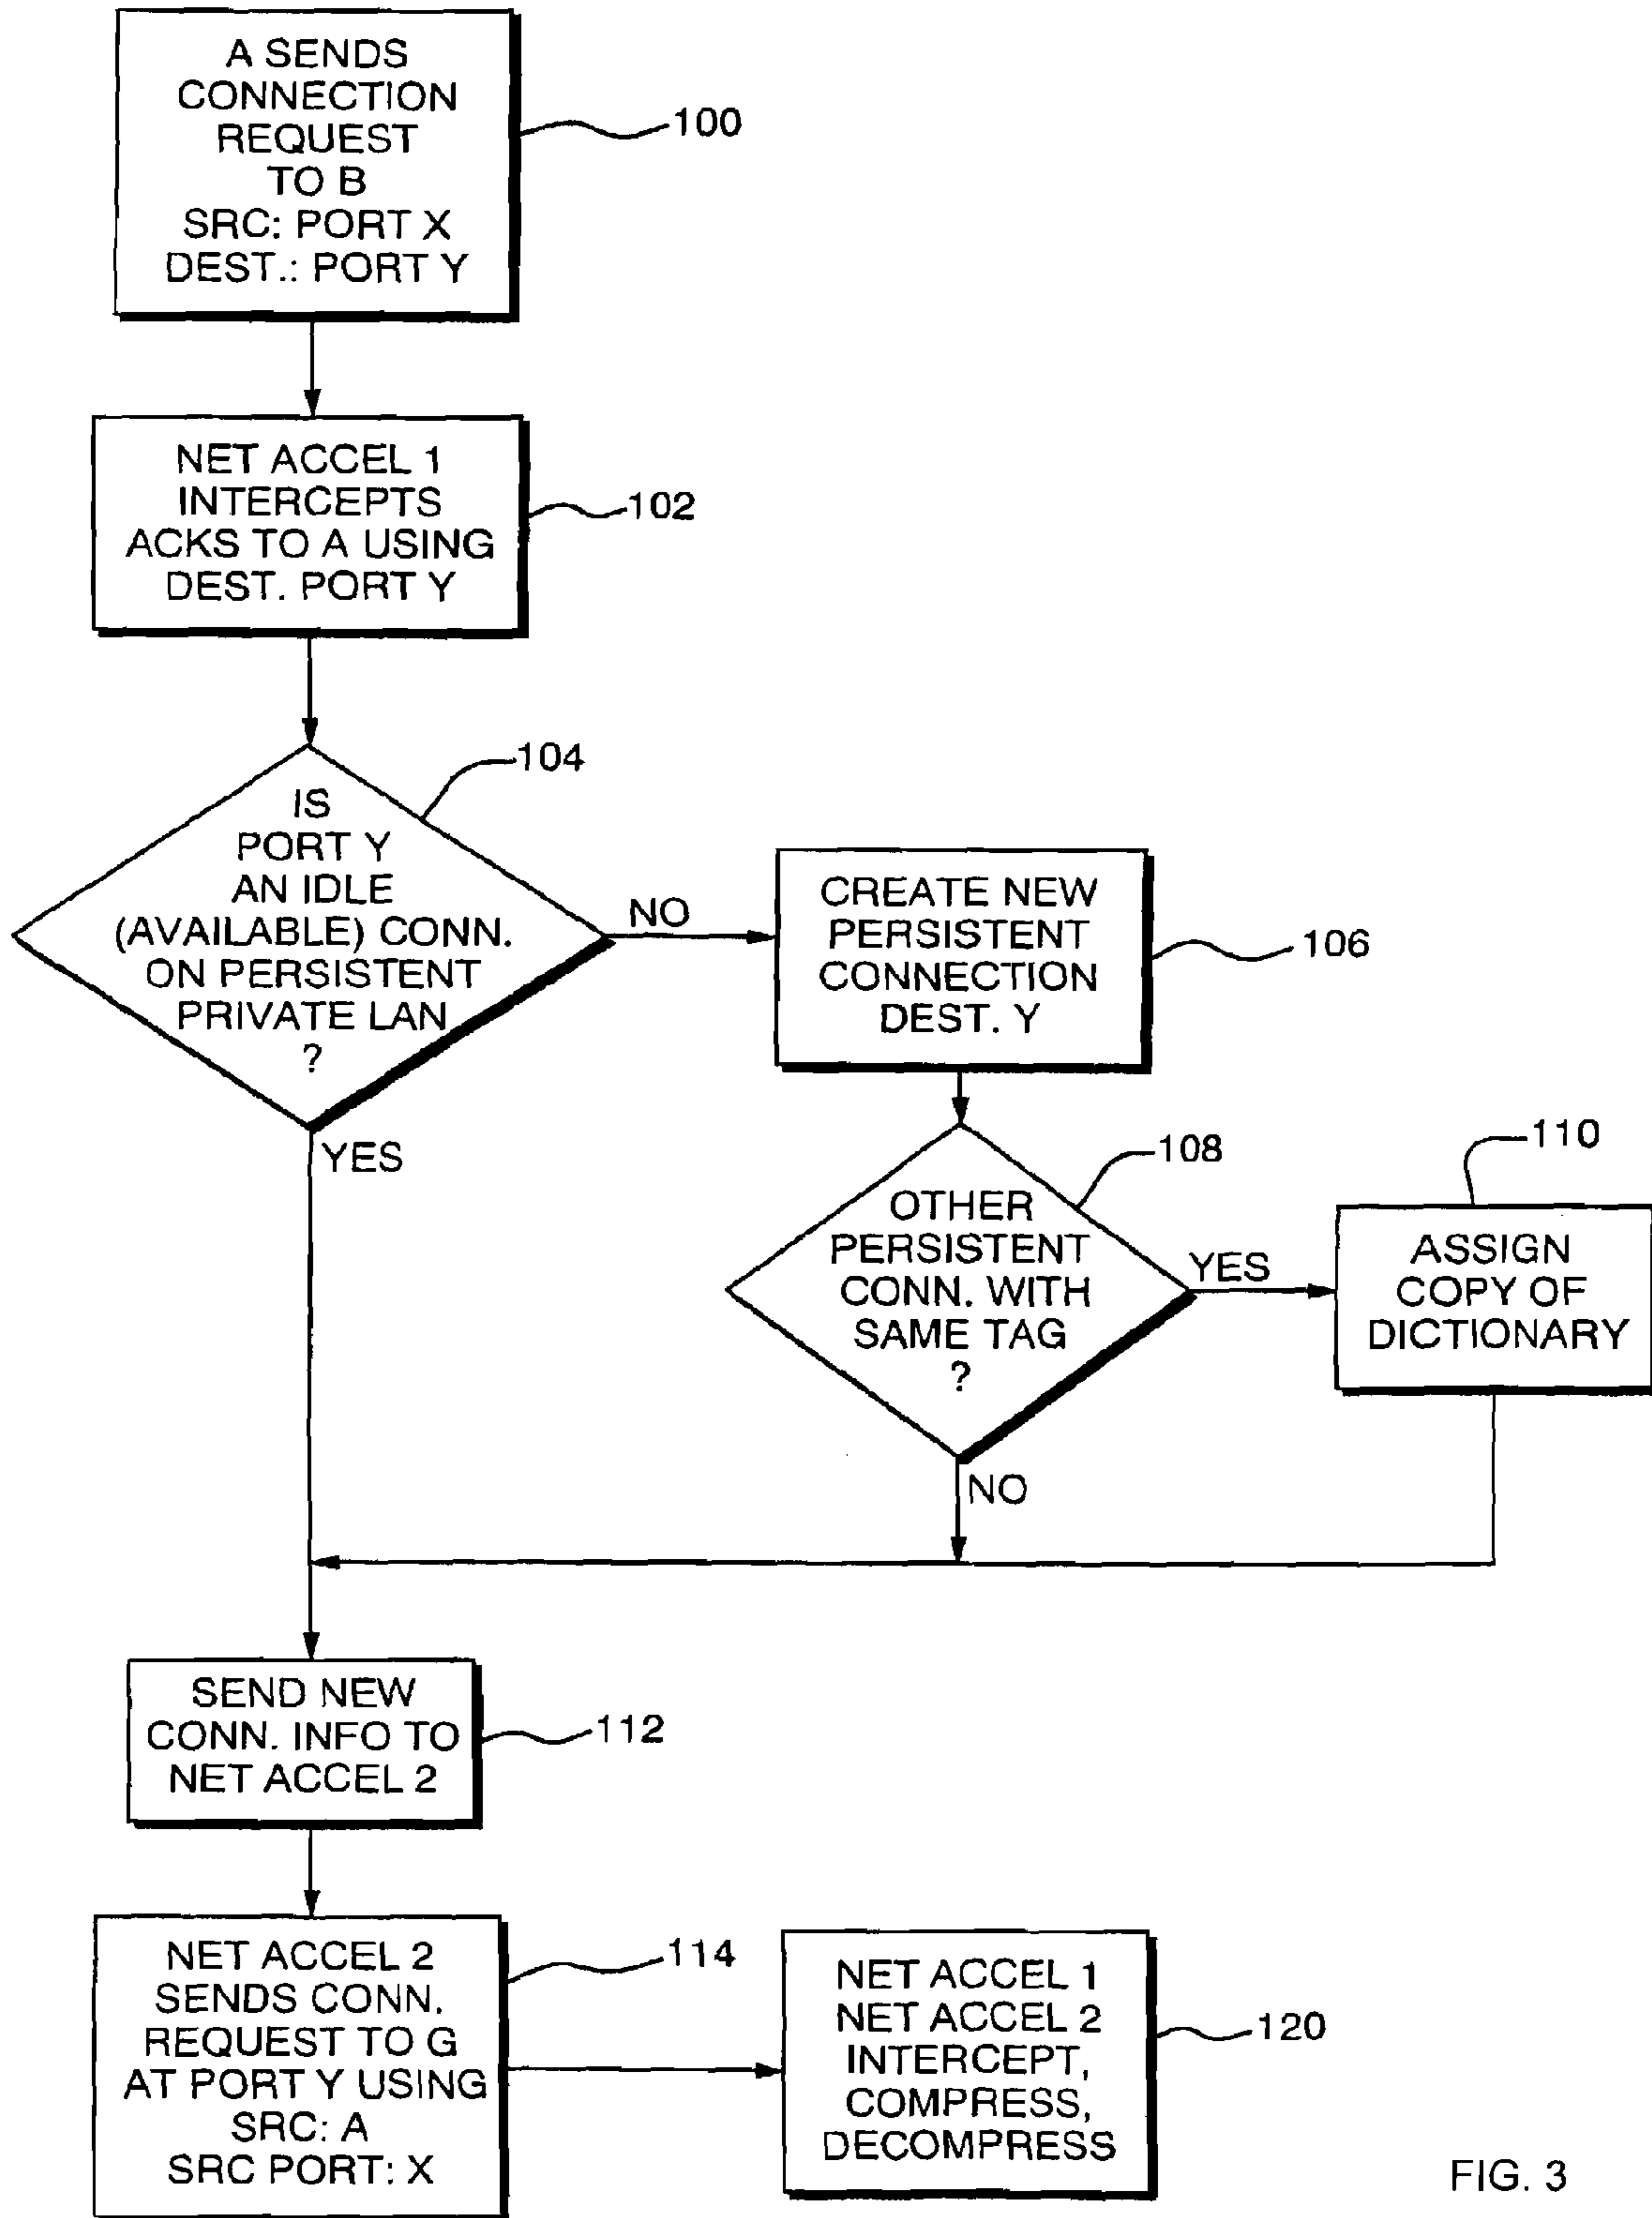 A SENDS
CONNECTION
REQUEST
TO B
SRC: PORT X
DEST.: PORT Y
100
NET ACCEL 1
INTERCEPTS
ACKS TO A USING
DEST. PORT Y
102
IS
PORT Y
AN IDLE
(AVAILABLE) CONN.
ON PERSISTENT
PRIVATE LAN
?
104
NO
YES
CREATE NEW
PERSISTENT
CONNECTION
DEST. Y
106
OTHER
PERSISTENT
CONN. WITH
SAME TAG
?
108
YES
NO
ASSIGN
COPY OF
DICTIONARY
110
SEND NEW
CONN. INFO TO
NET ACCEL 2
112
NET ACCEL 2
SENDS CONN.
REQUEST TO G
AT PORT Y USING
SRC: A
SRC PORT: X
114
NET ACCEL 1
NET ACCEL 2
INTERCEPT,
COMPRESS,
DECOMPRESS
120
FIG. 3